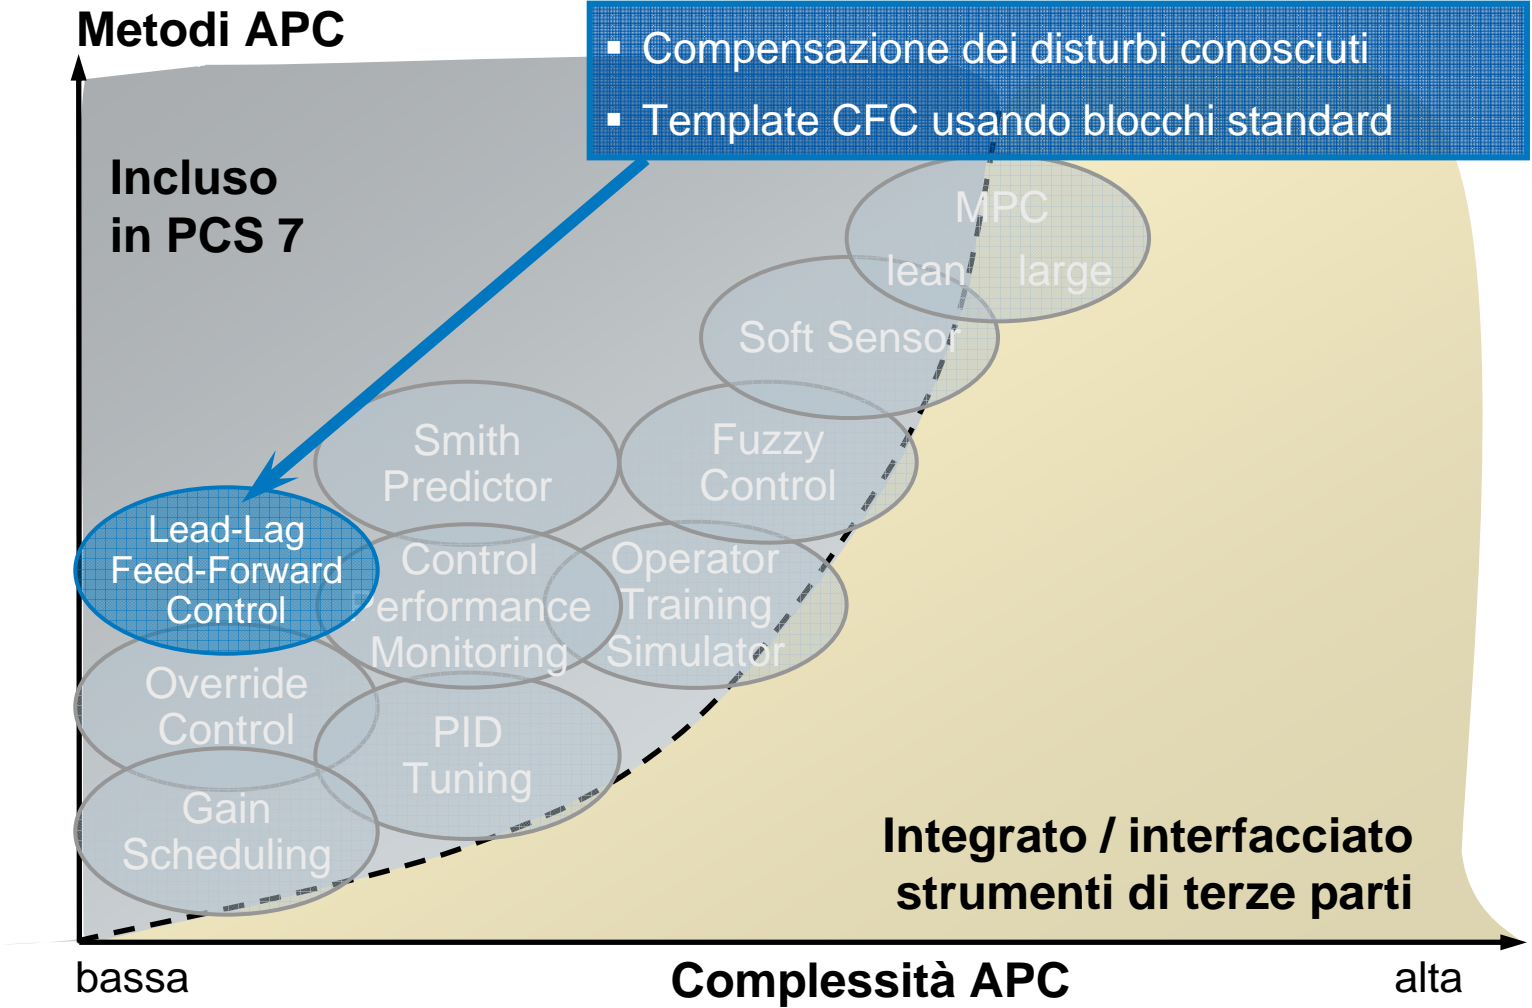 Metodi APC
▪ Compensazione dei disturbi conosciuti
▪ Template CFC usando blocchi standard
Incluso
in PCS 7
MPC
lean large
Soft Sensor
Smith
Predictor
Fuzzy
Control
Lead-Lag
Feed-Forward
Control
Control
Performance
Monitoring
Operator
Training
Simulator
Override
Control
PID
Tuning
Gain
Scheduling
Integrato / interfacciato
strumenti di terze parti
bassa
Complessità APC
alta